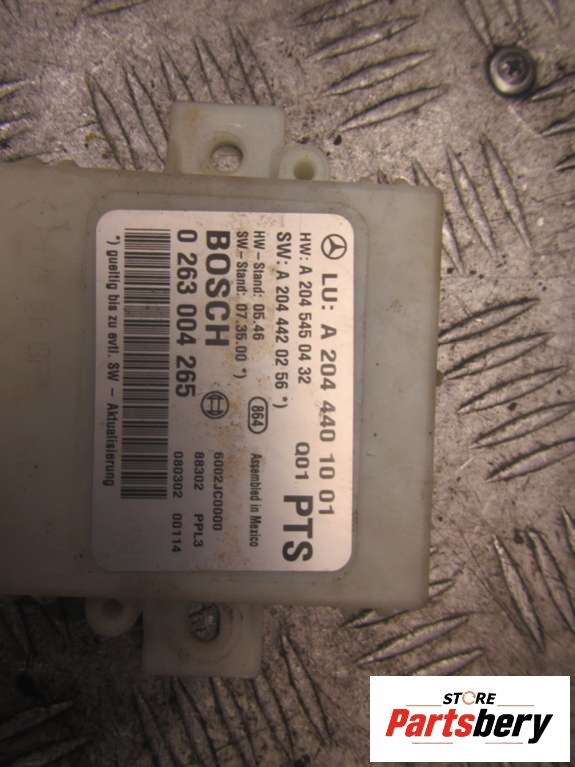 LU: A 204 440 10 01
HW: A 204 545 04 32 Q01
SW: A 204 442 02 56 *) PTS
HW-Stand: 05.46
SW-Stand: 07.35.00 *) 864 Assembled in Mexico
BOSCH
0 263 004 265
6002JC0000
88302 PPL3
080302 00114
*) gueltig bis zu evtl. SW - Aktualisierung
STORE
Partsbery